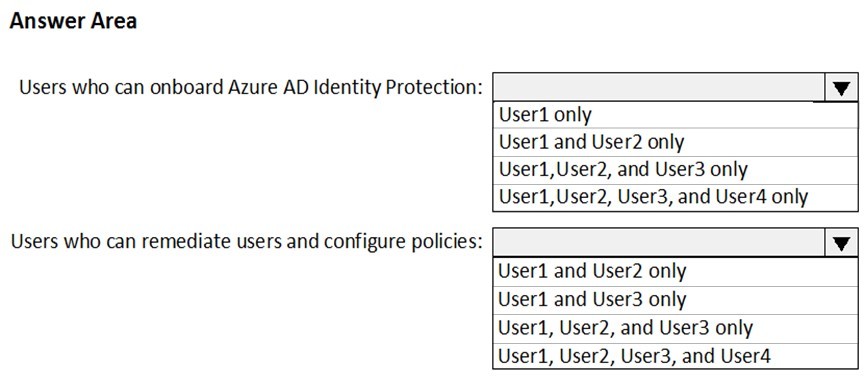 Answer Area
Users who can onboard Azure AD Identity Protection:
User1 only
User1 and User2 only
User1,User2, and User3 only
User1,User2, User3, and User4 only
Users who can remediate users and configure policies:
User1 and User2 only
User1 and User3 only
User1, User2, and User3 only
User1, User2, User3, and User4